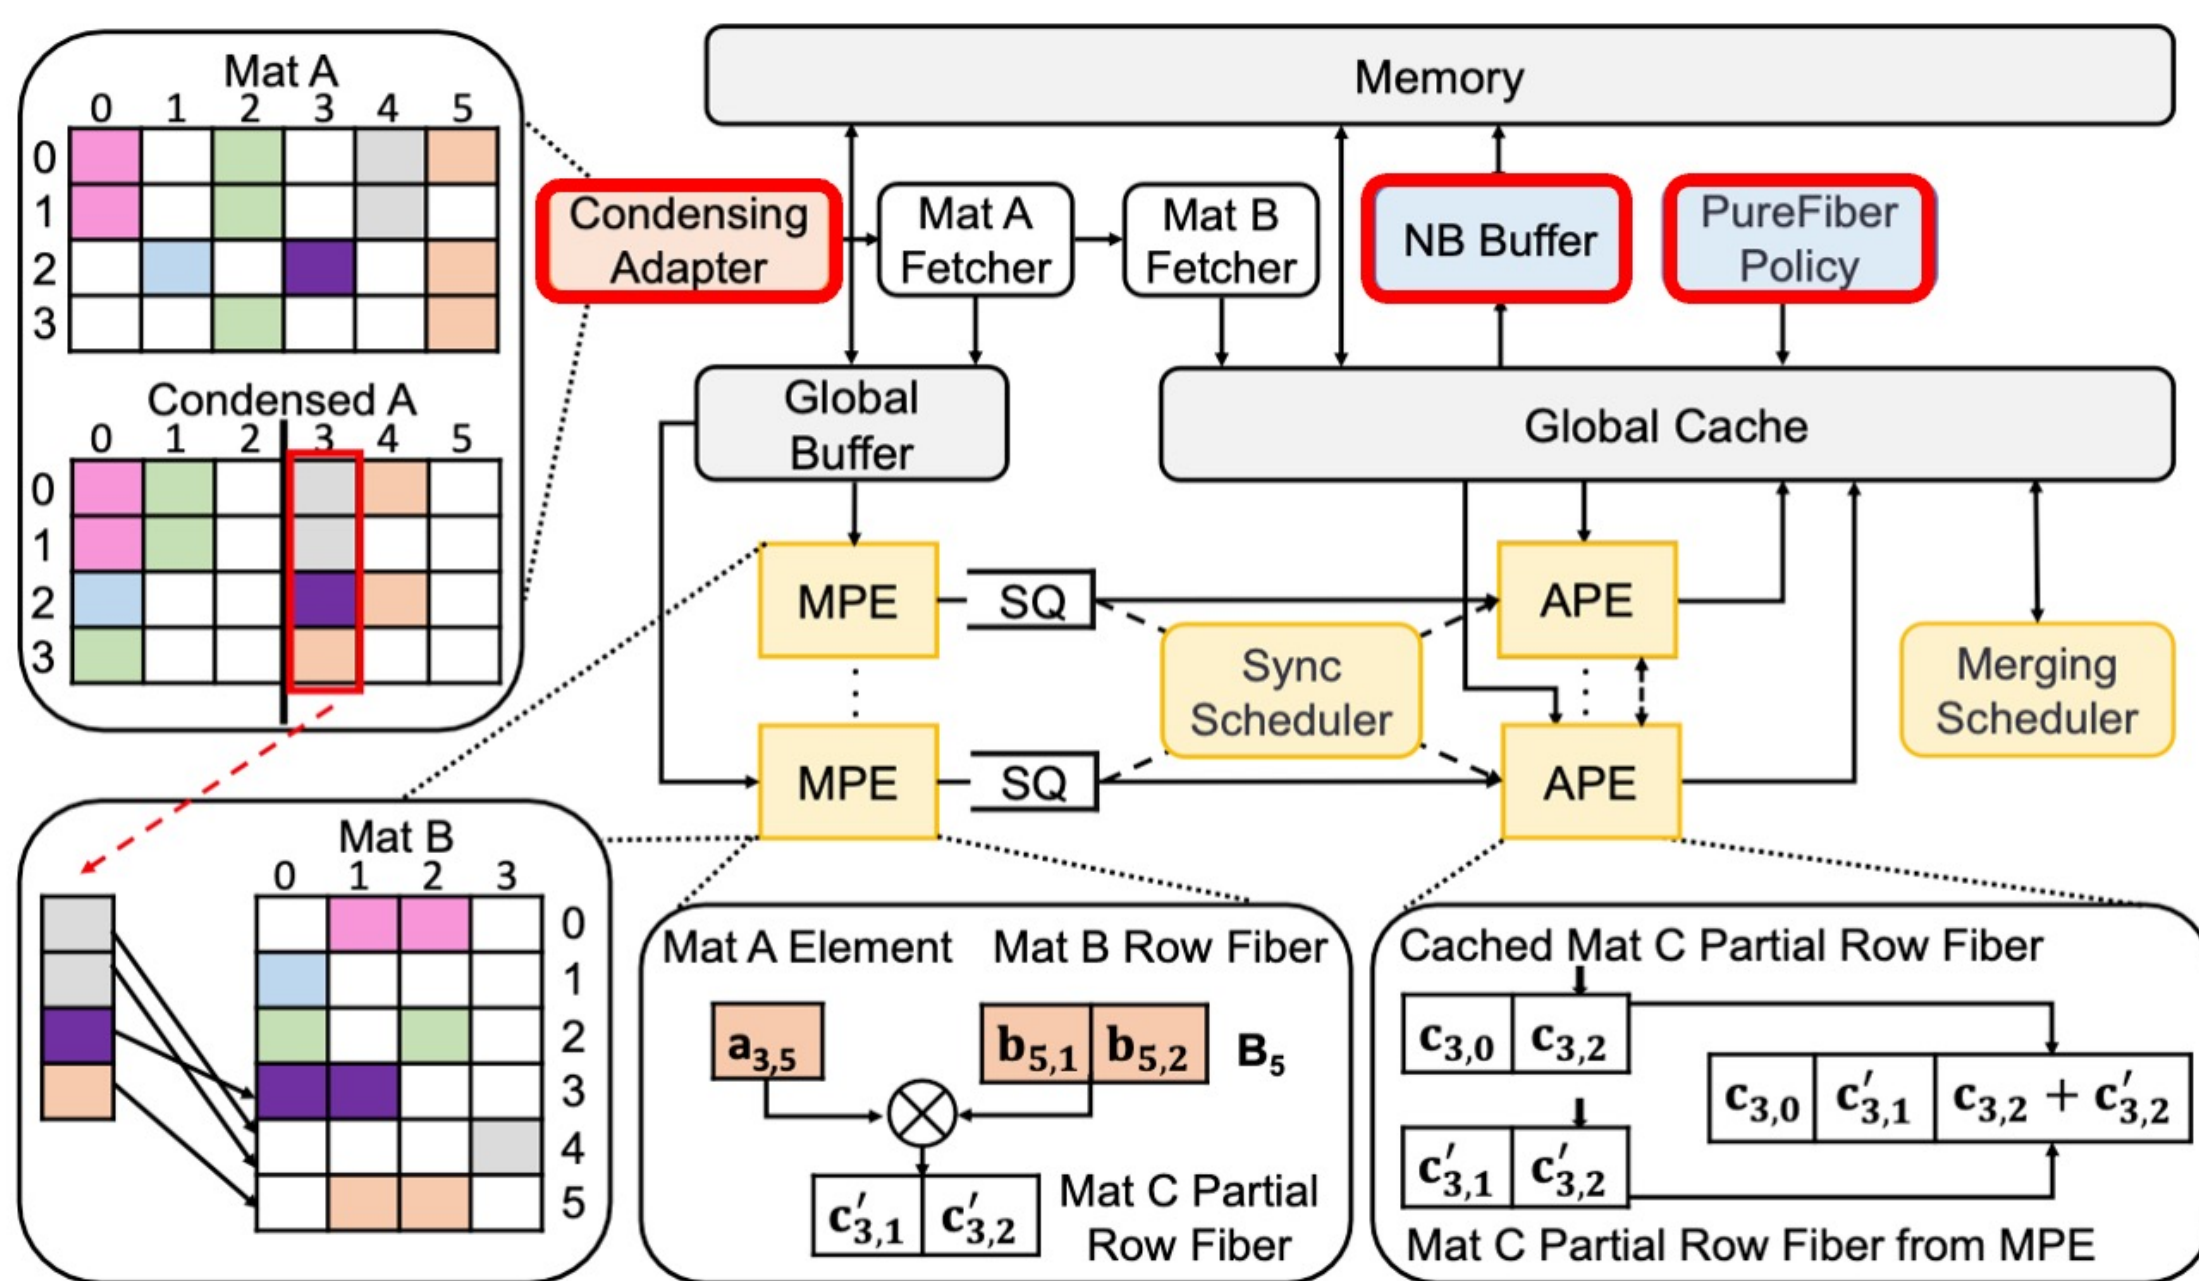 Mat A
0 1 2 3 4 5
0
1
2
3
Condensed A
0 1 2 3 4 5
0
1
2
3
Memory
Condensing
Adapter
Mat A
Fetcher
Mat B
Fetcher
NB Buffer
PureFiber
Policy
Global
Buffer
Global Cache
MPE
SQ
APE
Sync
Scheduler
Merging
Scheduler
MPE
SQ
APE
Mat B
0 1 2 3
0
1
2
3
4
5
Mat A Element
Mat B Row Fiber
a3,5
b5,1 b5,2 B5
c′3,1 c′3,2
Mat C Partial
Row Fiber
Cached Mat C Partial Row Fiber
c3,0 c3,2
c3,0 c′3,1 c3,2 + c′3,2
c′3,1 c′3,2
Mat C Partial Row Fiber from MPE